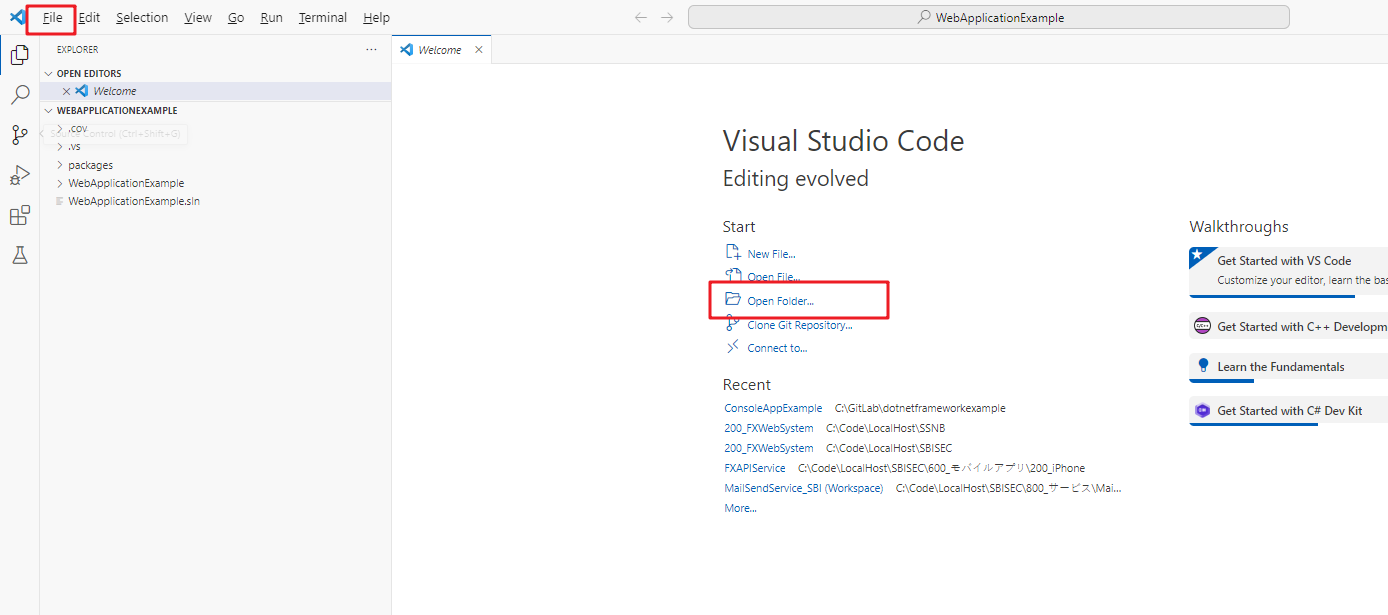 File Edit Selection View Go Run Terminal Help
WebApplicationExample
EXPLORER
Welcome
OPEN EDITORS
Welcome
WEBAPPLICATIONEXAMPLE
.cov
Source Control (Ctrl+Shift+G)
.vs
packages
WebApplicationExample
WebApplicationExample.sln
Visual Studio Code
Editing evolved
Start
New File...
Open File...
Open Folder...
Clone Git Repository...
Connect to...
Recent
ConsoleAppExample C:\GitLab\dotnetframeworkexample
200_FXWebSystem C:\Code\LocalHost\SSNB
200_FXWebSystem C:\Code\LocalHost\SBISEC
FXAPIService C:\Code\LocalHost\SBISEC\600_モバイルアプリ\200_iPhone
MailSendService_SBI (Workspace) C:\Code\LocalHost\SBISEC\800_サービス\Mai...
More...
Walkthroughs
Get Started with VS Code
Customize your editor, learn the bas
Get Started with C++ Developm
Learn the Fundamentals
Get Started with C# Dev Kit